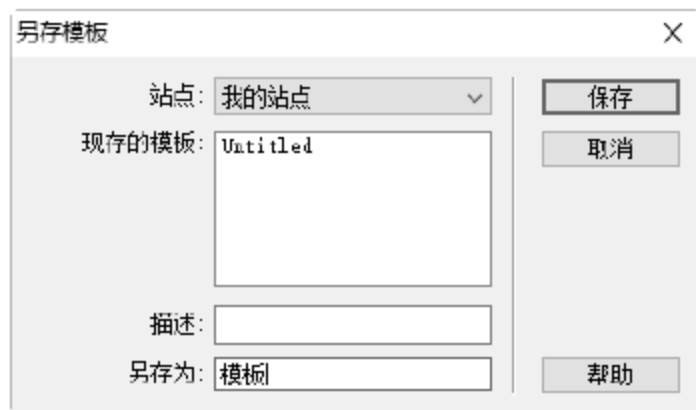 另存模板
站点: 我的站点
保存
现存的模板: Untitled
取消
描述:
另存为: 模板
帮助